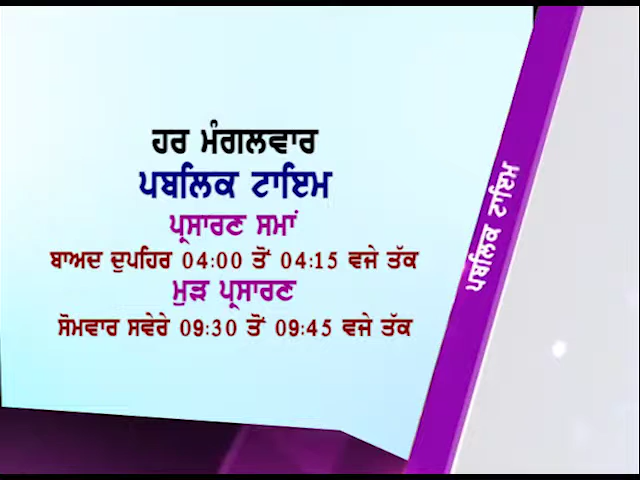 ਹਰ ਮੰਗਲਵਾਰ
ਪਬਲਿਕ ਟਾਇਮ
ਪ੍ਰਸਾਰਣ ਸਮਾਂ
ਬਾਅਦ ਦੁਪਹਿਰ 04:00 ਤੋਂ 04:15 ਵਜੇ ਤੱਕ
ਮੁੜ ਪ੍ਰਸਾਰਣ
ਸੋਮਵਾਰ ਸਵੇਰੇ 09:30 ਤੋਂ 09:45 ਵਜੇ ਤੱਕ
ਪਬਲਿਕ ਟਾਇਮ